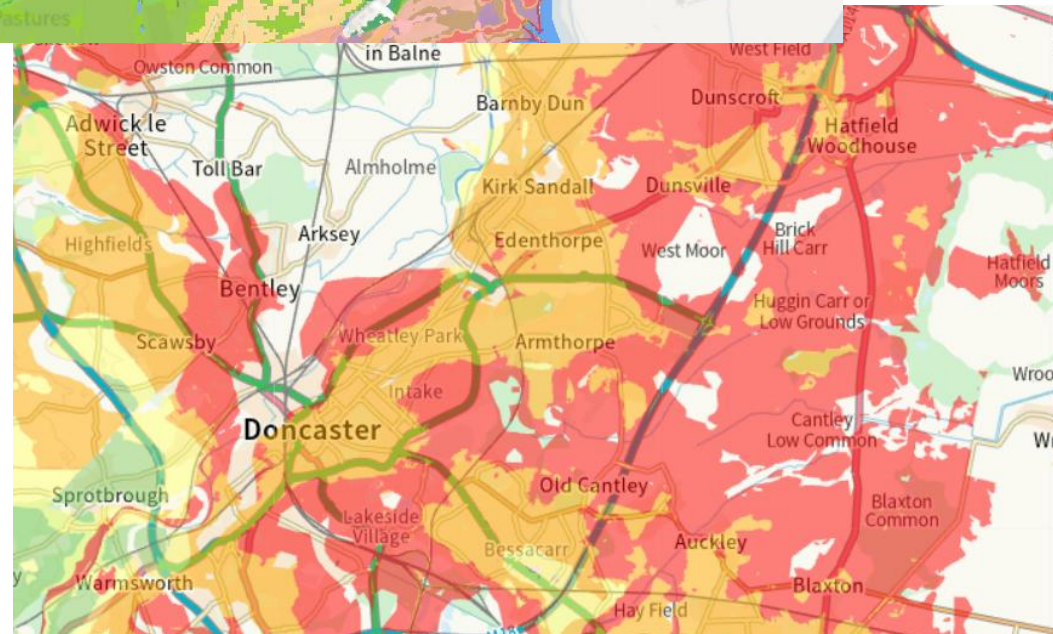 Pastures
in Balne
West Field
Owston Common
Barnby Dun
Dunscroft
Adwick le
Street
Hatfield
Woodhouse
Toll Bar
Almholme
Kirk Sandall
Dunsville
Arksey
Highfields
Edenthorpe
West Moor
Brick
Hill Carr
Hatfield
Moors
Bentley
Huggin Carr or
Low Grounds
Scawsby
Wheatley Park
Armthorpe
Wroo
Intake
Doncaster
Cantley
Low Common
Sprotbrough
Old Cantley
Blaxton
Common
Lakeside
Village
Bessacarr
Auckley
Warmsworth
Blaxton
Hay Field